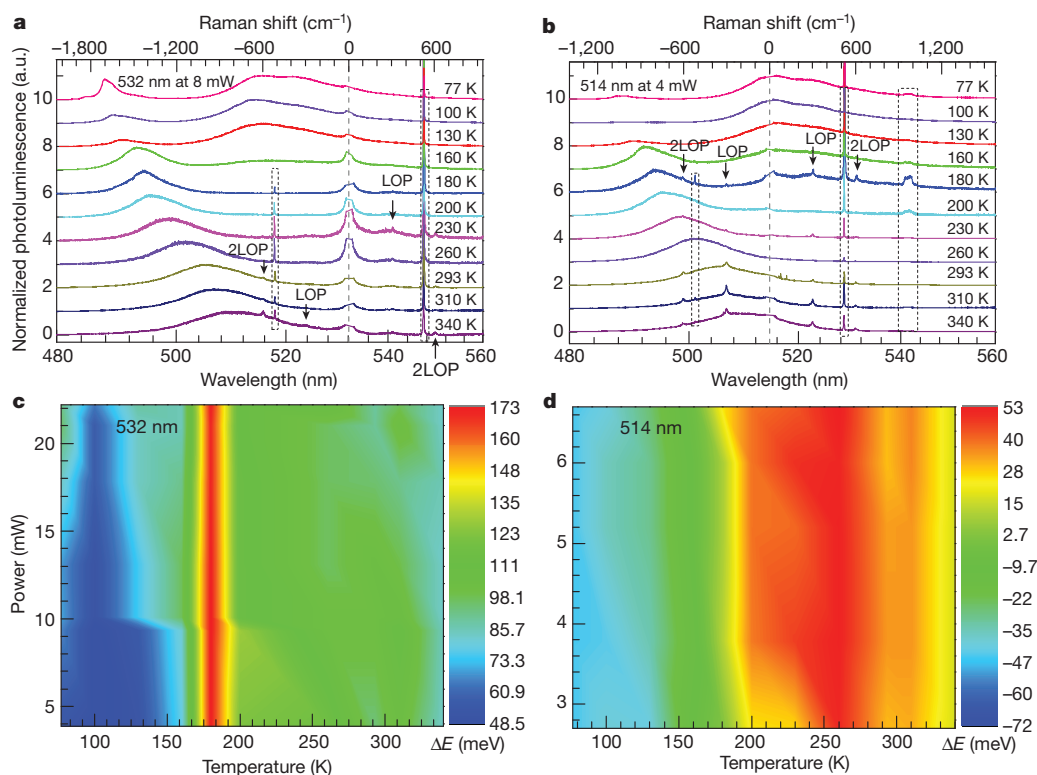 a
Raman shift (cm−1)
−1,800 −1,200 −600 0 600
Normalized photoluminescence (a.u.)
10
8
6
4
2
0
532 nm at 8 mW
77 K
100 K
130 K
160 K
180 K
LOP
200 K
230 K
2LOP
260 K
293 K
LOP
310 K
340 K
480 500 520 540 560
2LOP
Wavelength (nm)
b
Raman shift (cm−1)
−1,200 −600 0 600 1,200
10
8
6
4
2
0
514 nm at 4 mW
77 K
100 K
130 K
2LOP LOP LOP 2LOP
160 K
180 K
200 K
230 K
260 K
293 K
310 K
340 K
480 500 520 540 560
Wavelength (nm)
c
532 nm
Power (mW)
20
15
10
5
100 150 200 250 300
Temperature (K)
173
160
148
135
123
111
98.1
85.7
73.3
60.9
48.5
ΔE (meV)
d
514 nm
6
5
4
3
100 150 200 250 300
Temperature (K)
53
40
28
15
2.7
−9.7
−22
−35
−47
−60
−72
ΔE (meV)